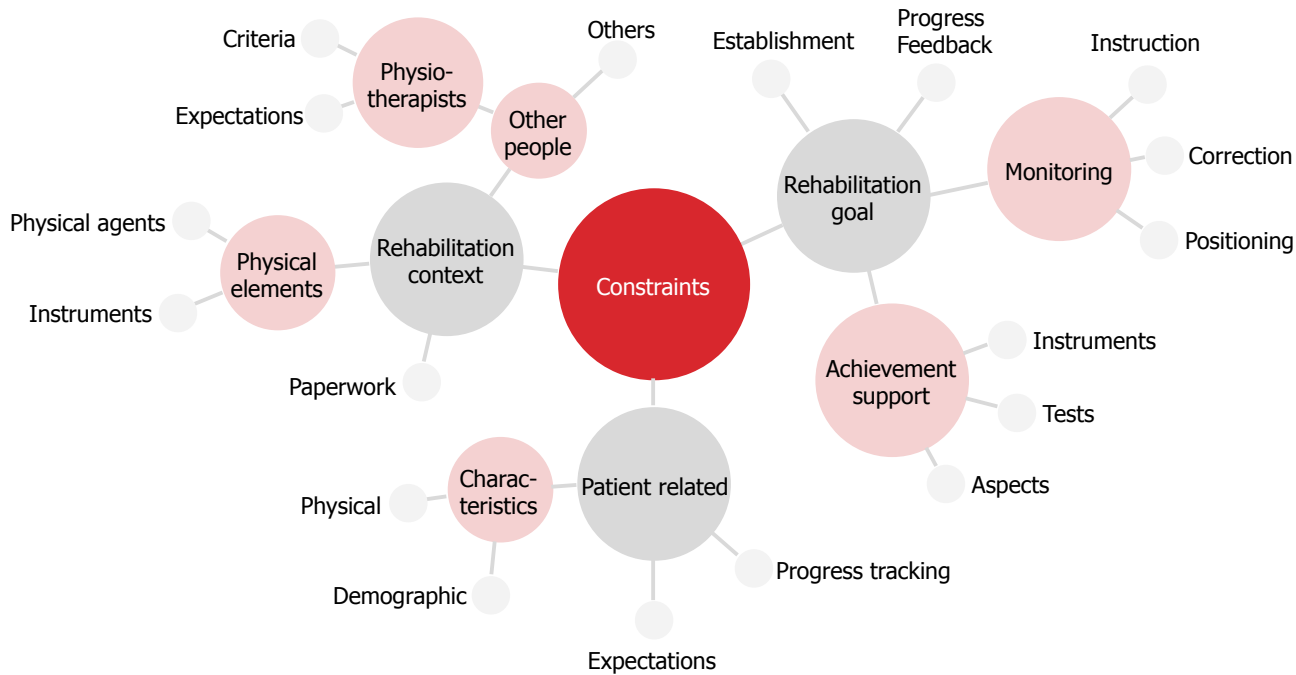 Criteria
Expectations
Physio-
therapists
Others
Other
people
Physical agents
Instruments
Physical
elements
Rehabilitation
context
Paperwork
Constraints
Establishment
Progress
Feedback
Rehabilitation
goal
Instruction
Monitoring
Correction
Positioning
Achievement
support
Instruments
Tests
Aspects
Patient related
Charac-
teristics
Physical
Demographic
Progress tracking
Expectations